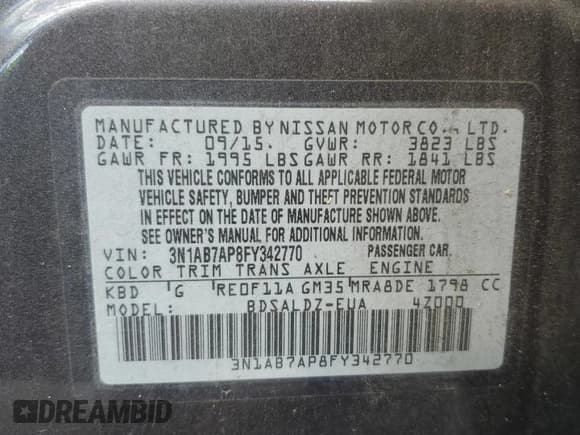 MANUFACTURED BY NISSAN MOTOR CO., LTD.
DATE: 09/15. GVWR: 3823 LBS
GAWR FR: 1995 LBS GAWR RR: 1841 LBS
THIS VEHICLE CONFORMS TO ALL APPLICABLE FEDERAL MOTOR
VEHICLE SAFETY, BUMPER AND THEFT PREVENTION STANDARDS
IN EFFECT ON THE DATE OF MANUFACTURE SHOWN ABOVE.
SEE OWNER'S MANUAL FOR ADDITIONAL INFORMATION.
VIN: 3N1AB7AP8FY342770 PASSENGER CAR.
COLOR TRIM TRANS AXLE ENGINE
KBD G RE0F11A GM35 MRA8DE 1798 CC
MODEL: BDSALDZ-EUA 4Z000
3N1AB7AP8FY342770
DREAMBID